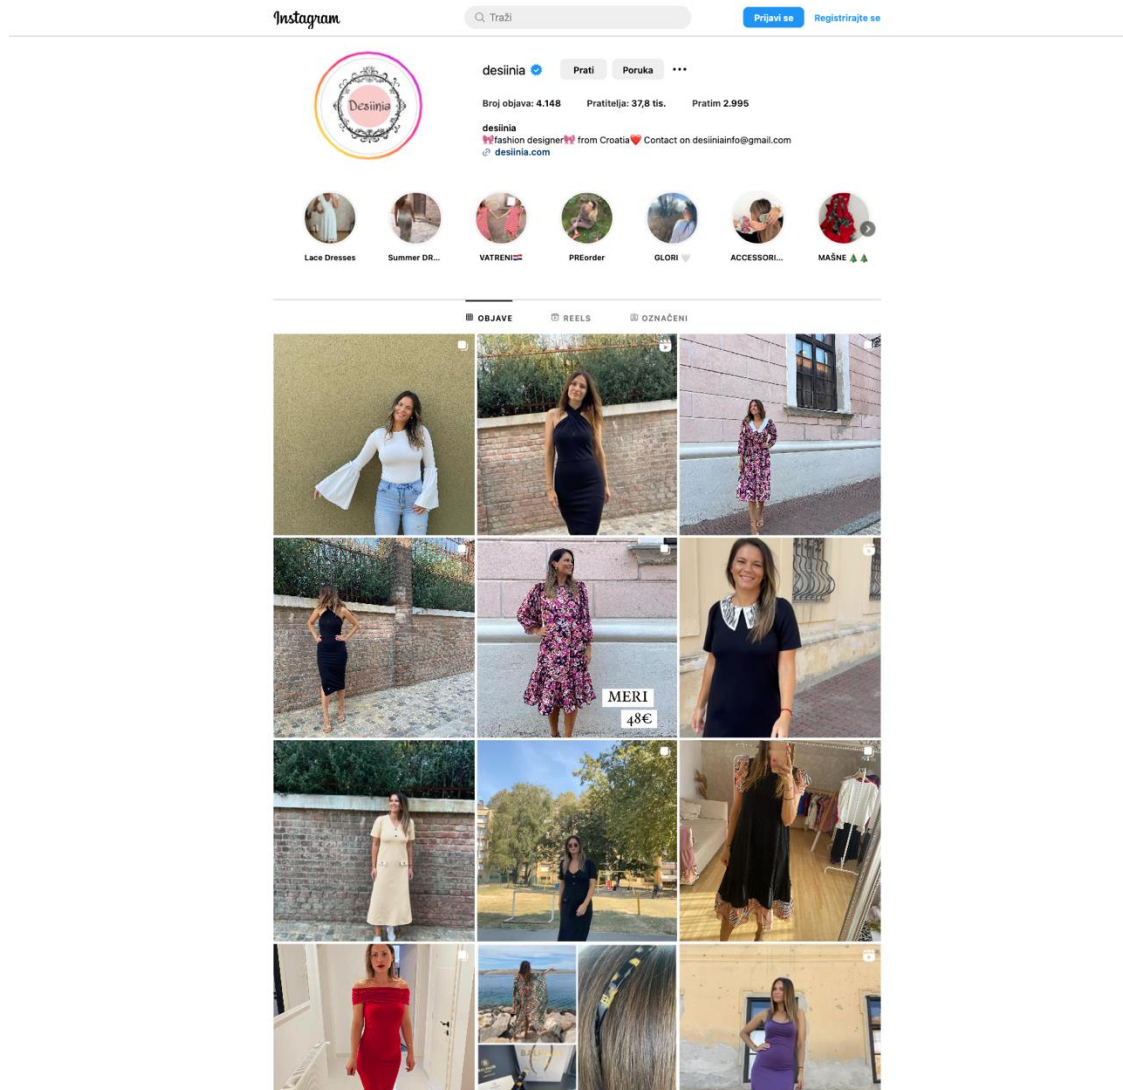 Instagram
Traži
Prijavi se
Registrirajte se
Desiinia
desiinia
Prati
Poruka
Broj objava: 4.148 Pratitelja: 37,8 tis. Pratim 2.995
desiinia
🎀fashion designer🎀 from Croatia❤️ Contact on desiiniainfo@gmail.com
desiinia.com
Lace Dresses
Summer DR...
VATRENI🇭🇷
PREorder
GLORI 🤍
ACCESSORI...
MAŠNE 🌲🌲
OBJAVE
REELS
OZNAČENI
MERI
48€